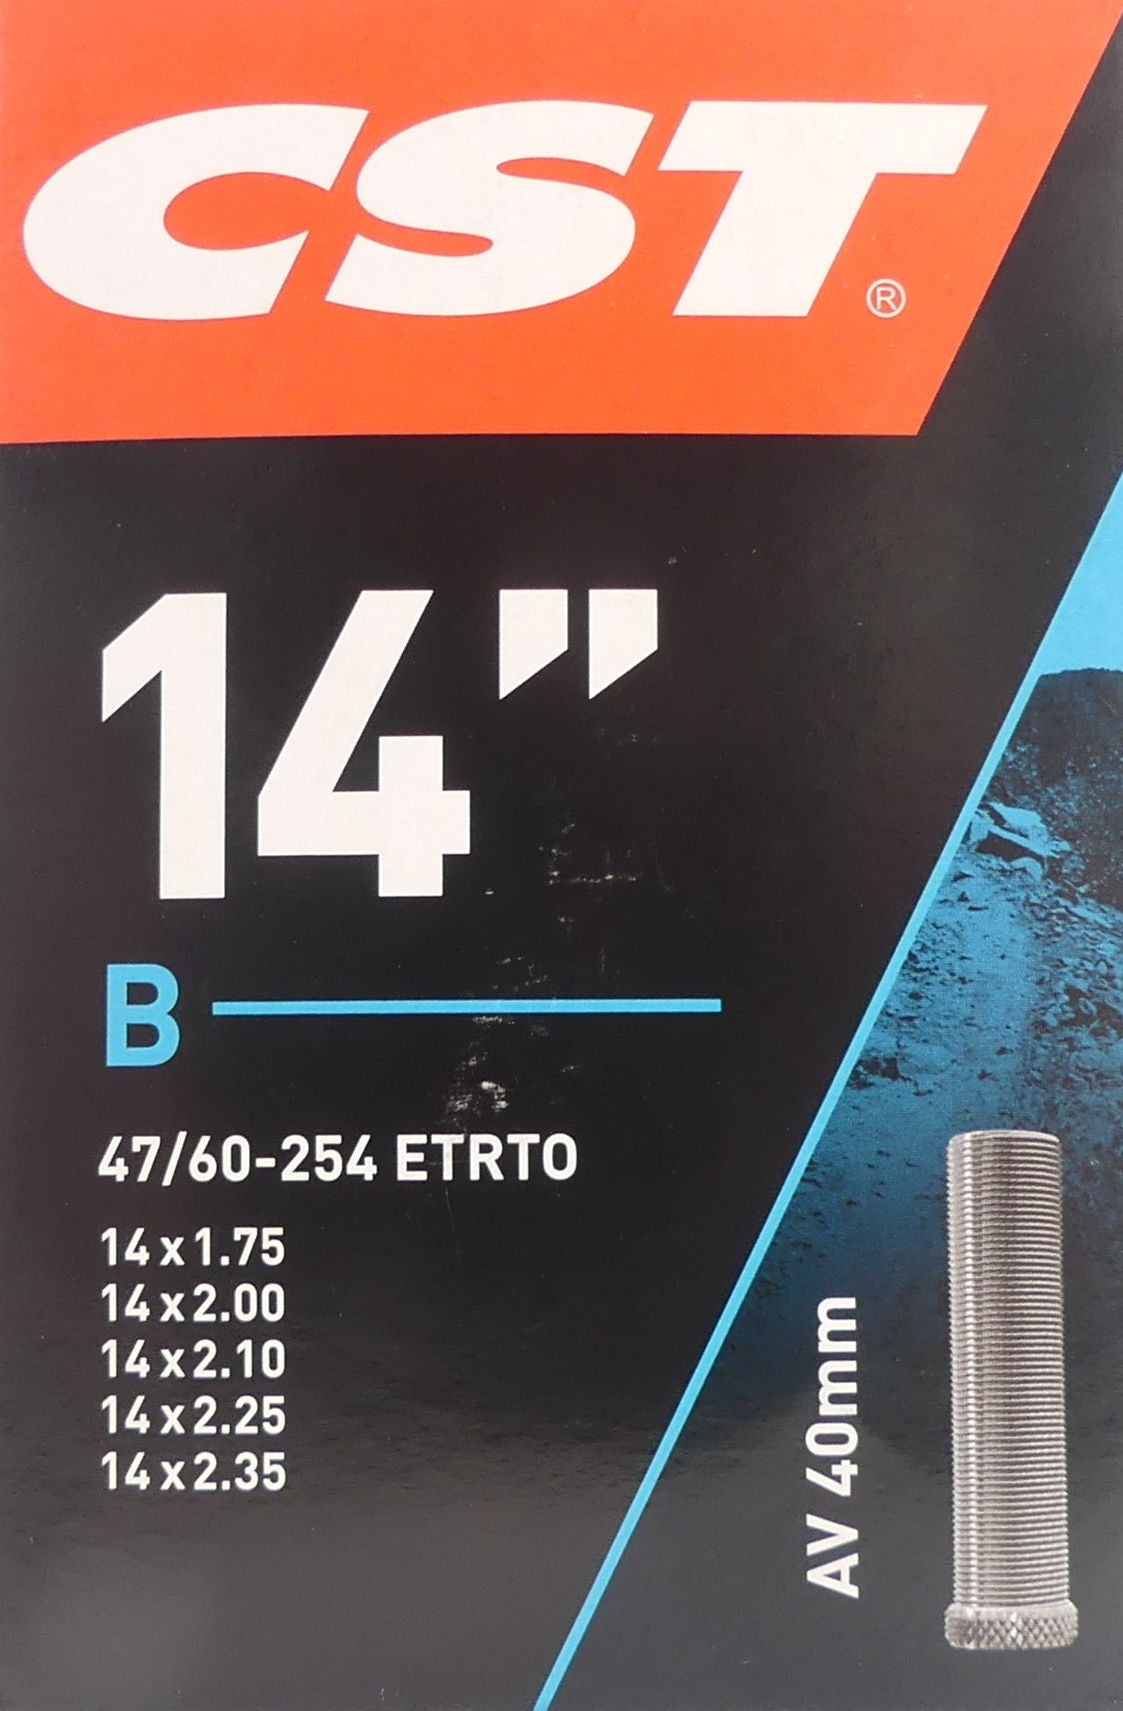 CST®
14”
B
47/60-254 ETRTO
14 x 1.75
14 x 2.00
14 x 2.10
14 x 2.25
14 x 2.35
AV 40mm